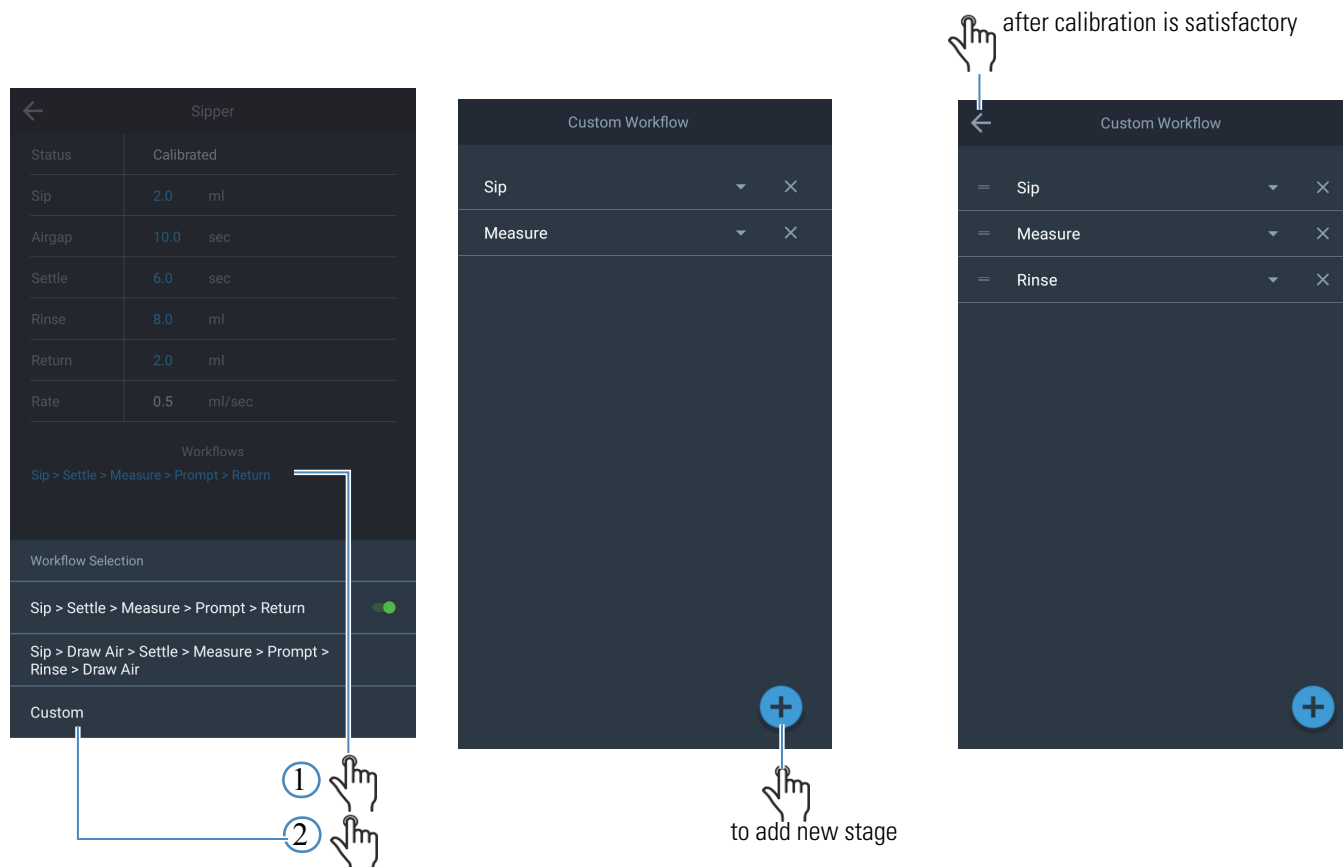 after calibration is satisfactory
Sipper
Status Calibrated
Sip 2.0 ml
Airgap 10.0 sec
Settle 6.0 sec
Rinse 8.0 ml
Return 2.0 ml
Rate 0.5 ml/sec
Workflows
Sip > Settle > Measure > Prompt > Return
Workflow Selection
Sip > Settle > Measure > Prompt > Return
Sip > Draw Air > Settle > Measure > Prompt >
Rinse > Draw Air
Custom
1
2
Custom Workflow
Sip
Measure
to add new stage
Custom Workflow
Sip
Measure
Rinse